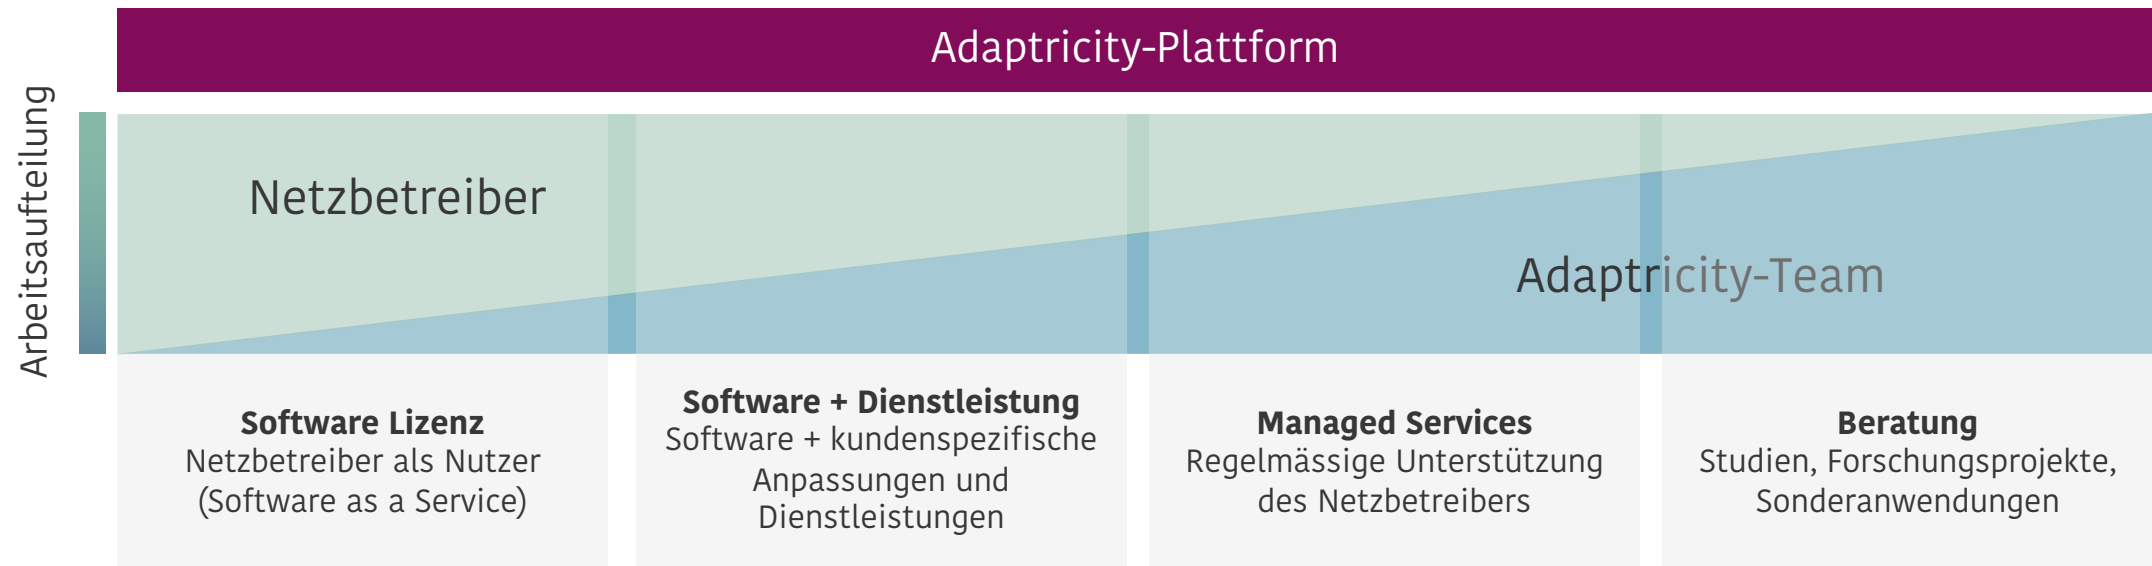 Adaptricity-Plattform
Arbeitsaufteilung
Netzbetreiber
Adaptricity-Team
Software Lizenz
Netzbetreiber als Nutzer
(Software as a Service)
Software + Dienstleistung
Software + kundenspezifische
Anpassungen und
Dienstleistungen
Managed Services
Regelmässige Unterstützung
des Netzbetreibers
Beratung
Studien, Forschungsprojekte,
Sonderanwendungen